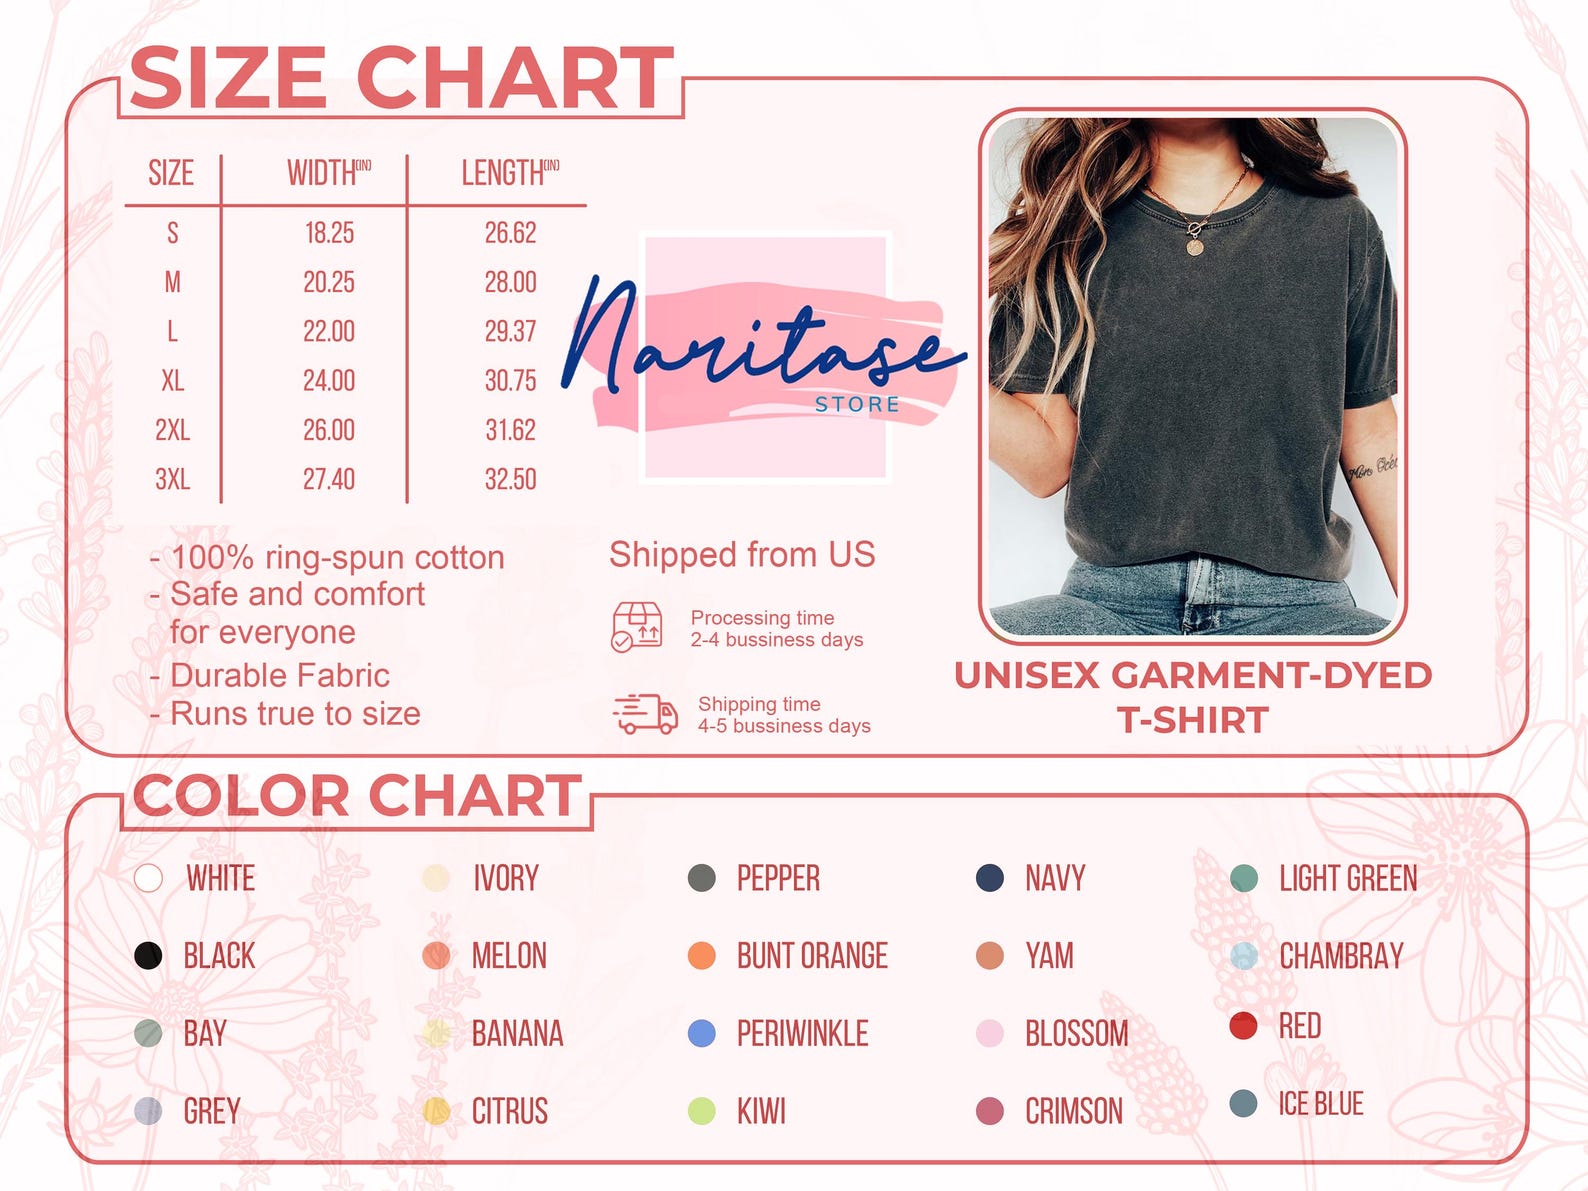 SIZE CHART
SIZE WIDTH(IN) LENGTH(IN)
S 18.25 26.62
M 20.25 28.00
L 22.00 29.37
XL 24.00 30.75
2XL 26.00 31.62
3XL 27.40 32.50
Naritase
STORE
- 100% ring-spun cotton
- Safe and comfort
for everyone
- Durable Fabric
- Runs true to size
Shipped from US
Processing time
2-4 bussiness days
Shipping time
4-5 bussiness days
UNISEX GARMENT-DYED
T-SHIRT
COLOR CHART
WHITE IVORY PEPPER NAVY LIGHT GREEN
BLACK MELON BUNT ORANGE YAM CHAMBRAY
BAY BANANA PERIWINKLE BLOSSOM RED
GREY CITRUS KIWI CRIMSON ICE BLUE